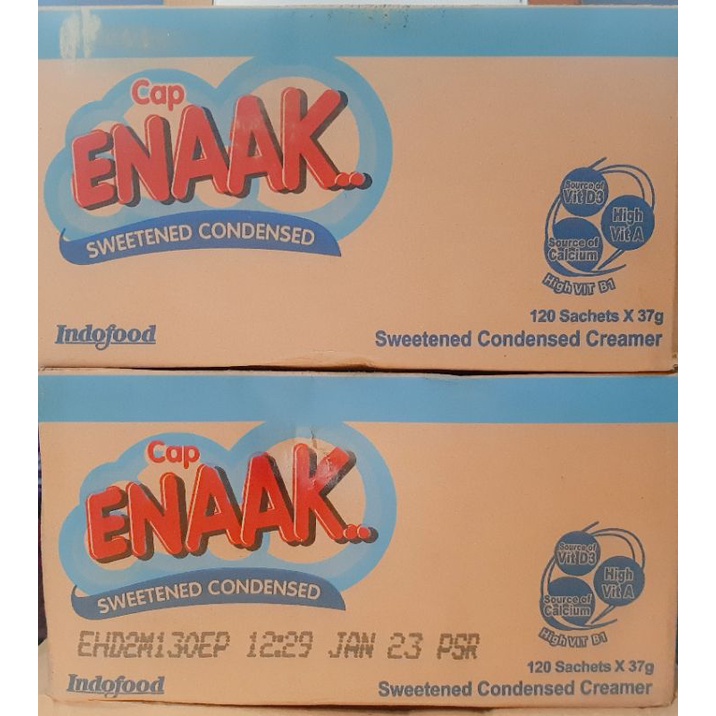 Cap
ENAAK..
SWEETENED CONDENSED
Source of
Vit D3
High
Vit A
Source of
Calcium
High VIT B1
120 Sachets X 37g
Indofood
Sweetened Condensed Creamer
Cap
ENAAK..
SWEETENED CONDENSED
Source of
Vit D3
High
Vit A
Source of
Calcium
High VIT B1
EHD2M130EP 12:29 JAN 23 PSR
120 Sachets X 37g
Indofood
Sweetened Condensed Creamer